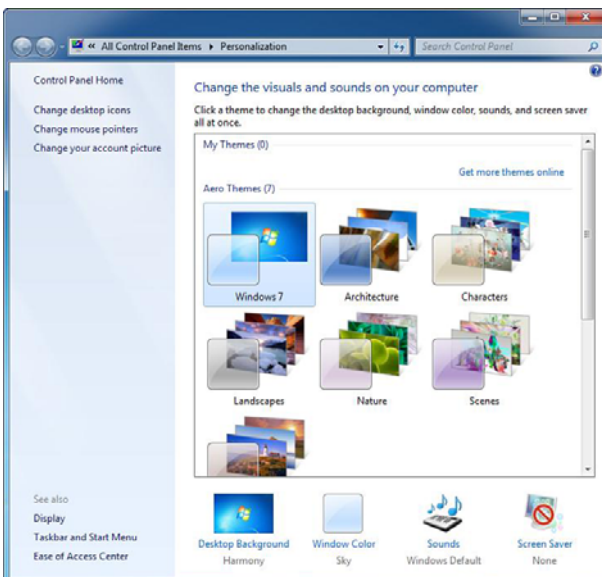 « All Control Panel Items ▸ Personalization
Search Control Panel
Control Panel Home
Change desktop icons
Change mouse pointers
Change your account picture
Change the visuals and sounds on your computer
Click a theme to change the desktop background, window color, sounds, and screen saver
all at once.
My Themes (0)
Get more themes online
Aero Themes (7)
Windows 7
Architecture
Characters
Landscapes
Nature
Scenes
See also
Display
Taskbar and Start Menu
Ease of Access Center
Desktop Background
Harmony
Window Color
Sky
Sounds
Windows Default
Screen Saver
None